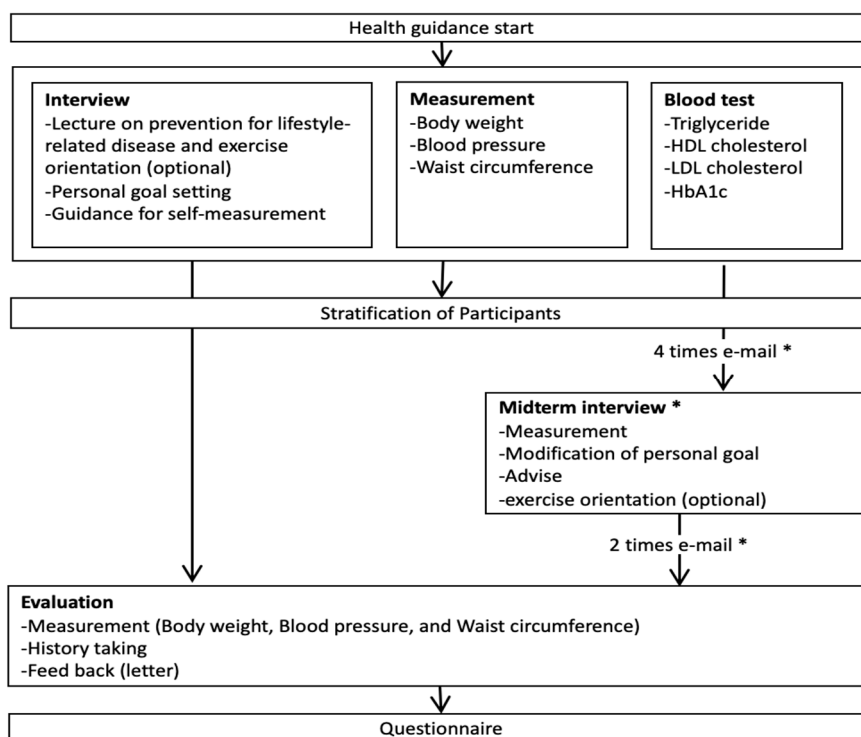 Health guidance start
Interview
-Lecture on prevention for lifestyle-
related disease and exercise
orientation (optional)
-Personal goal setting
-Guidance for self-measurement
Measurement
-Body weight
-Blood pressure
-Waist circumference
Blood test
-Triglyceride
-HDL cholesterol
-LDL cholesterol
-HbA1c
Stratification of Participants
4 times e-mail *
Midterm interview *
-Measurement
-Modification of personal goal
-Advise
-exercise orientation (optional)
2 times e-mail *
Evaluation
-Measurement (Body weight, Blood pressure, and Waist circumference)
-History taking
-Feed back (letter)
Questionnaire